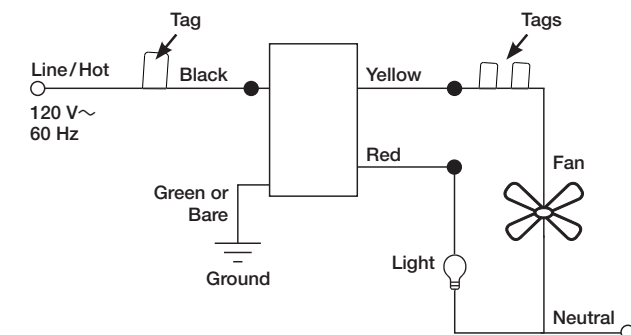 Tag
Tags
Line/Hot
Black
Yellow
120 V~
60 Hz
Red
Fan
Green or
Bare
Light
Ground
Neutral